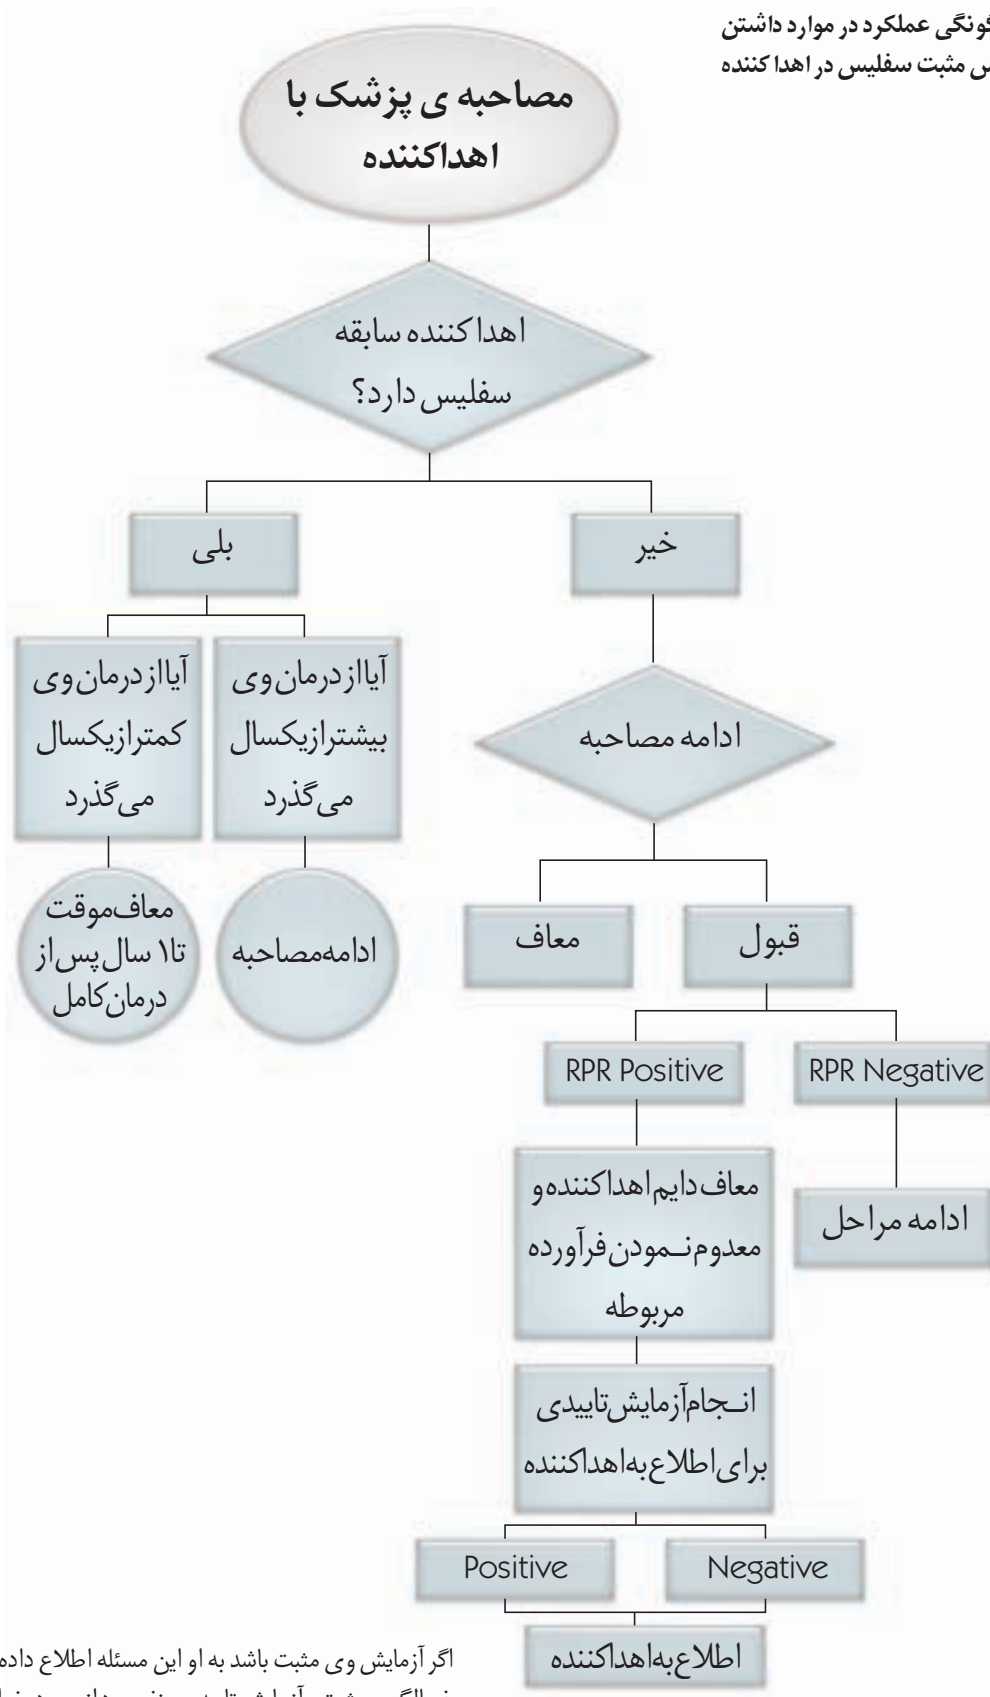 عملکرد در موارد داشتن
مثبت سفلیس در اهدا کننده
مصاحبه ی پزشک با
اهداکننده
اهدا کننده سابقه
سفلیس دارد؟
بلی
خیر
آیا از درمان وی
کمتر از یکسال
می گذرد
آیا از درمان وی
بیشتر از یکسال
می گذرد
ادامه مصاحبه
معاف موقت
تا ۱ سال پس از
درمان کامل
ادامه مصاحبه
معاف
قبول
RPR Positive
RPR Negative
معاف دایم اهداکننده و
معدوم نـمودن فرآورده
مربوطه
ادامه مراحل
انـجام آزمایش تاییدی
برای اطلاع به اهداکننده
Positive
Negative
اطلاع به اهداکننده
اگر آزمایش وی مثبت باشد به او این مسئله اطلاع داده